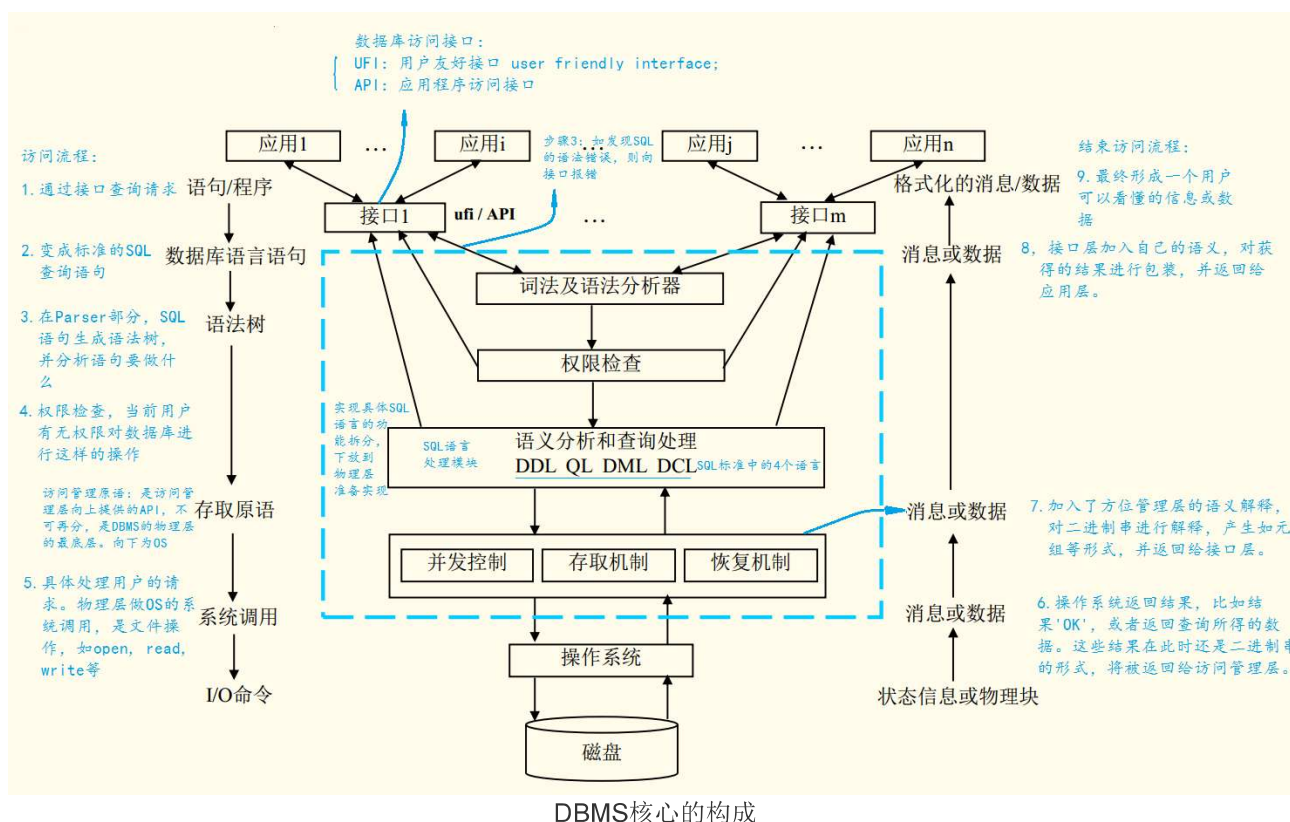 数据库访问接口：
UFI: 用户友好接口 user friendly interface;
API: 应用程序访问接口
应用1
…
应用i
…
应用j
…
应用n
步骤3：如发现SQL
的语法错误，则向
接口报错
接口1
ufi / API
…
接口m
访问流程：
1. 通过接口查询请求
2. 变成标准的SQL
查询语句
3. 在Parser部分，SQL
语句生成语法树，
并分析语句要做什
么
4. 权限检查，当前用户
有无权限对数据库进
行这样的操作
访问管理原语：是访问管
理层向上提供的API，不
可再分，是DBMS的物理层
的最底层。向下为OS
5. 具体处理用户的请
求。物理层做OS的系
统调用，是文件操
作，如open, read,
write等
语句/程序
数据库语言语句
语法树
存取原语
系统调用
I/O命令
词法及语法分析器
权限检查
实现具体SQL
语言的功
能拆分，
下放到
物理层
准备实现
SQL语言
处理模块
语义分析和查询处理
DDL QL DML DCL
SQL标准中的4个语言
并发控制
存取机制
恢复机制
操作系统
磁盘
格式化的消息/数据
消息或数据
消息或数据
消息或数据
状态信息或物理块
结束访问流程：
9. 最终形成一个用户
可以看懂的信息或数
据
8，接口层加入自己的语义，对获
得的结果进行包装，并返回给
应用层。
7. 加入了方位管理层的语义解释，
对二进制串进行解释，产生如元
组等形式，并返回给接口层。
6. 操作系统返回结果，比如结
果'OK'，或者返回查询所得的数
据。这些结果在此时还是二进制串
的形式，将被返回给访问管理层。
DBMS核心的构成